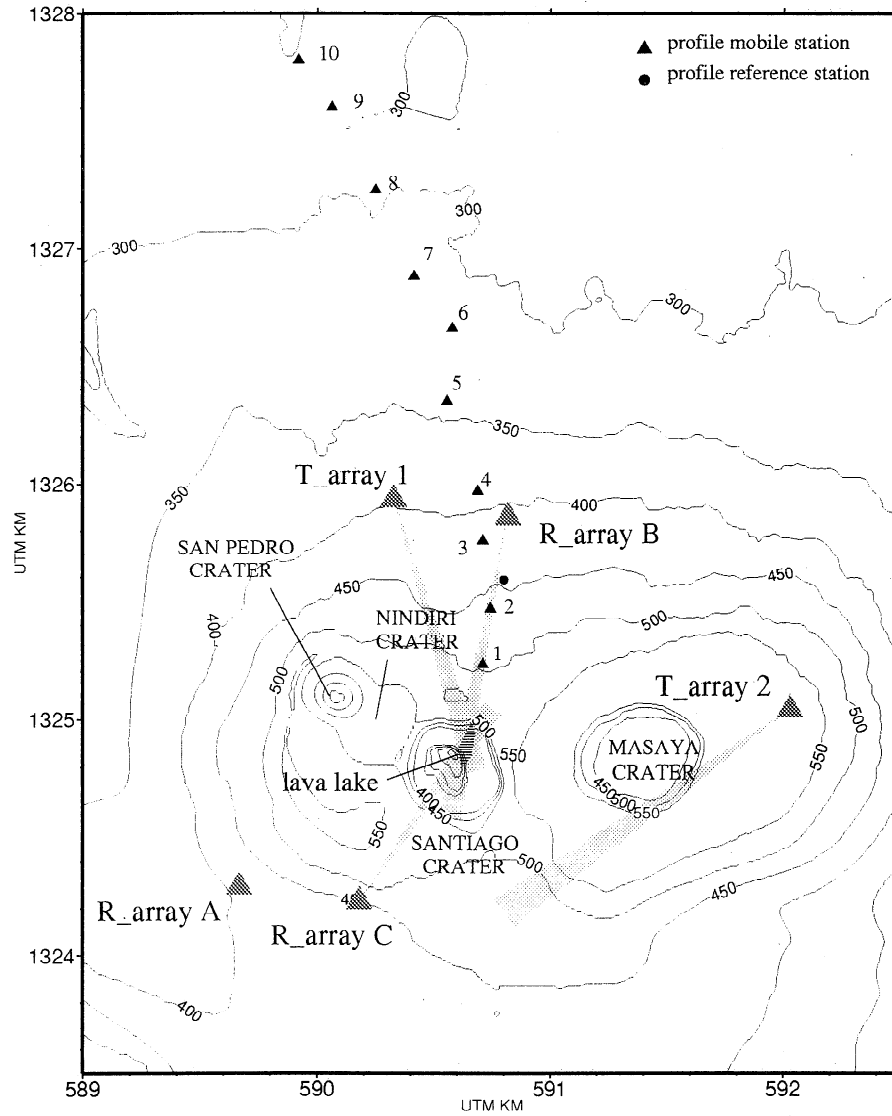 1328
10
profile mobile station
profile reference station
9
300
8
300
1327
300
7
300
6
5
350
T_array 1
4
1326
350
400
R_array B
3
SAN PEDRO
CRATER
450
450
2
NINDIRI
CRATER
400
500
1
500
T_array 2
1325
500
500
550
MASAYA
CRATER
550
lava lake
400
450
450
500
550
550
SANTIAGO
CRATER
500
450
R_array A
R_array C
1324
400
589
590
591
592
UTM KM
UTM KM